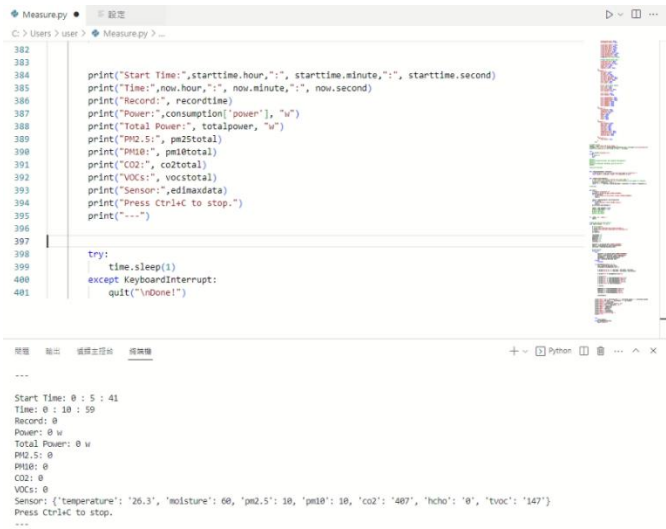 Measure.py ● 設定
C: > Users > user > Measure.py > ...
382
383
384 print("Start Time:",starttime.hour,":", starttime.minute,":", starttime.second)
385 print("Time:",now.hour,":", now.minute,":", now.second)
386 print("Record:", recordtime)
387 print("Power:",consumption['power'], "w")
388 print("Total Power:", totalpower, "w")
389 print("PM2.5:", pm25total)
390 print("PM10:", pm10total)
391 print("CO2:", co2total)
392 print("VOCs:", vocstotal)
393 print("Sensor:",edimaxdata)
394 print("Press Ctrl+C to stop.")
395 print("---")
396
397
398 try:
399 time.sleep(1)
400 except KeyboardInterrupt:
401 quit("\nDone!")
問題 輸出 偵錯主控台 終端機 Python
---
Start Time: 0 : 5 : 41
Time: 0 : 10 : 59
Record: 0
Power: 0 w
Total Power: 0 w
PM2.5: 0
PM10: 0
CO2: 0
VOCs: 0
Sensor: {'temperature': '26.3', 'moisture': 60, 'pm2.5': 10, 'pm10': 10, 'co2': '407', 'hcho': '0', 'tvoc': '147'}
Press Ctrl+C to stop.
---